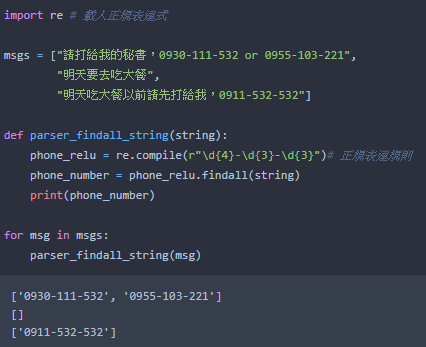 import re # 載入正規表達式
msgs = ["請打給我的秘書，0930-111-532 or 0955-103-221",
"明天要去吃大餐",
"明天吃大餐以前請先打給我，0911-532-532"]
def parser_findall_string(string):
phone_relu = re.compile(r"\d{4}-\d{3}-\d{3}")# 正規表達規則
phone_number = phone_relu.findall(string)
print(phone_number)
for msg in msgs:
parser_findall_string(msg)
['0930-111-532', '0955-103-221']
[]
['0911-532-532']